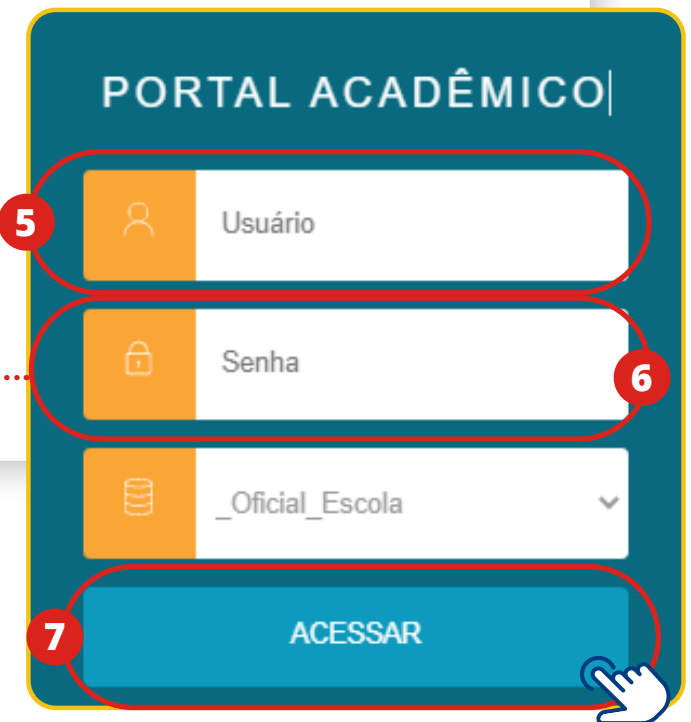 PORTAL ACADÊMICO
5
Usuário
Senha
6
_Oficial_Escola
7
ACESSAR